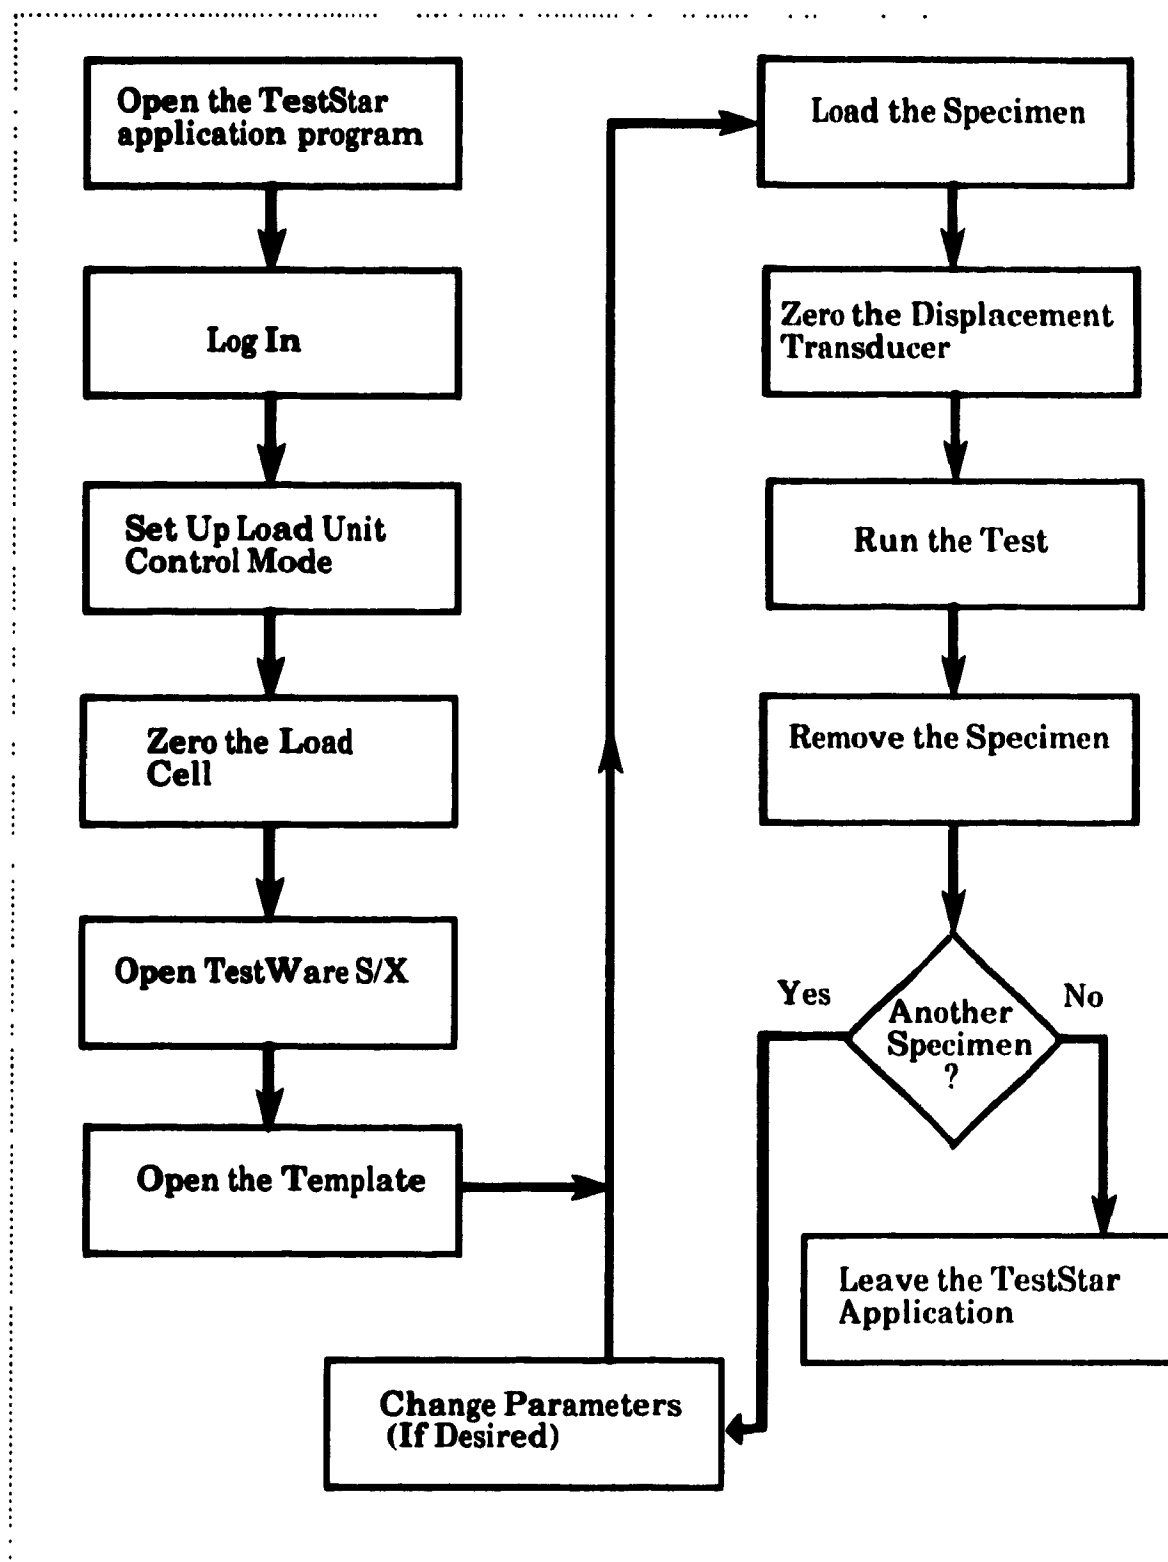 Open the TestStar
application program
Log In
Set Up Load Unit
Control Mode
Zero the Load
Cell
Open TestWare S/X
Open the Template
Change Parameters
(If Desired)
Load the Specimen
Zero the Displacement
Transducer
Run the Test
Remove the Specimen
Another
Specimen
?
Yes
No
Leave the TestStar
Application